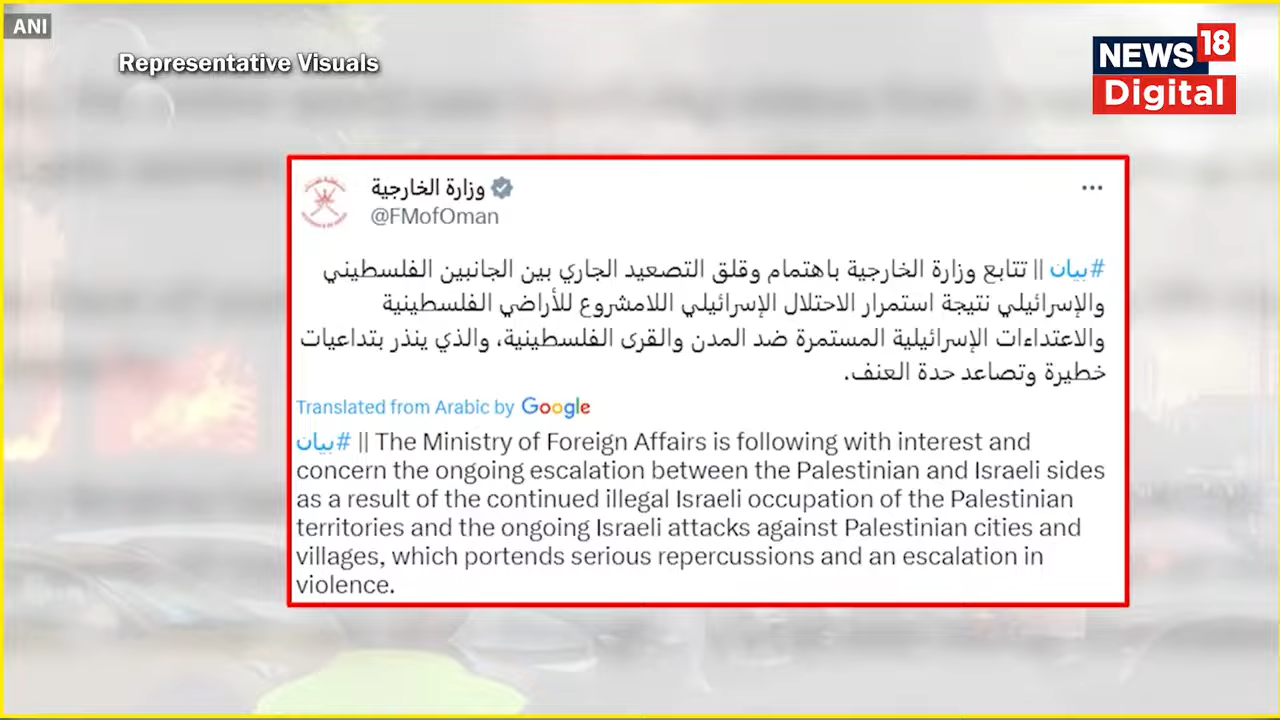 ANI
Representative Visuals
NEWS 18
Digital
وزارة الخارجية
@FMofOman
#بيان || تتابع وزارة الخارجية باهتمام وقلق التصعيد الجاري بين الجانبين الفلسطيني
والإسرائيلي نتيجة استمرار الاحتلال الإسرائيلي اللامشروع للأراضي الفلسطينية
والاعتداءات الإسرائيلية المستمرة ضد المدن والقرى الفلسطينية، والذي ينذر بتداعيات
خطيرة وتصاعد حدة العنف.
Translated from Arabic by Google
#بيان || The Ministry of Foreign Affairs is following with interest and
concern the ongoing escalation between the Palestinian and Israeli sides
as a result of the continued illegal Israeli occupation of the Palestinian
territories and the ongoing Israeli attacks against Palestinian cities and
villages, which portends serious repercussions and an escalation in
violence.